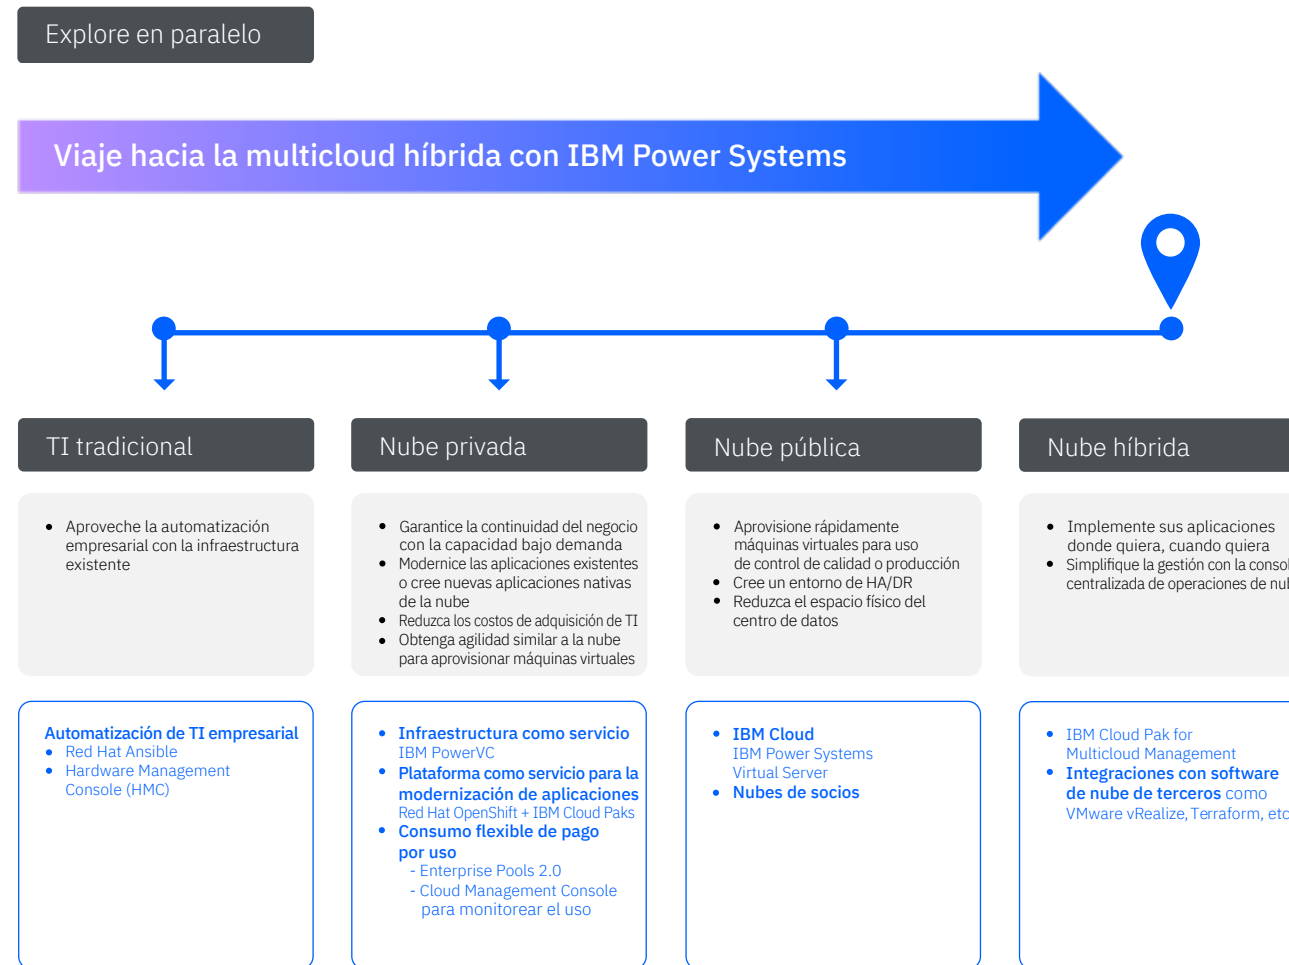 Explore en paralelo
Viaje hacia la multicloud híbrida con IBM Power Systems
TI tradicional
Aproveche la automatización
empresarial con la infraestructura
existente
Automatización de TI empresarial
Red Hat Ansible
Hardware Management
Console (HMC)
Nube privada
Garantice la continuidad del negocio
con la capacidad bajo demanda
Modernice las aplicaciones existentes
o cree nuevas aplicaciones nativas
de la nube
Reduzca los costos de adquisición de TI
Obtenga agilidad similar a la nube
para aprovisionar máquinas virtuales
Infraestructura como servicio
IBM PowerVC
Plataforma como servicio para la
modernización de aplicaciones
Red Hat OpenShift + IBM Cloud Paks
Consumo flexible de pago
por uso
- Enterprise Pools 2.0
- Cloud Management Console
para monitorear el uso
Nube pública
Aprovisione rápidamente
máquinas virtuales para uso
de control de calidad o producción
Cree un entorno de HA/DR
Reduzca el espacio físico del
centro de datos
IBM Cloud
IBM Power Systems
Virtual Server
Nubes de socios
Nube híbrida
Implemente sus aplicaciones
donde quiera, cuando quiera
Simplifique la gestión con la
centralizada de operaciones de
IBM Cloud Pak for
Multicloud Management
Integraciones con software
de nube de terceros como
VMware vRealize, Terraform, etc